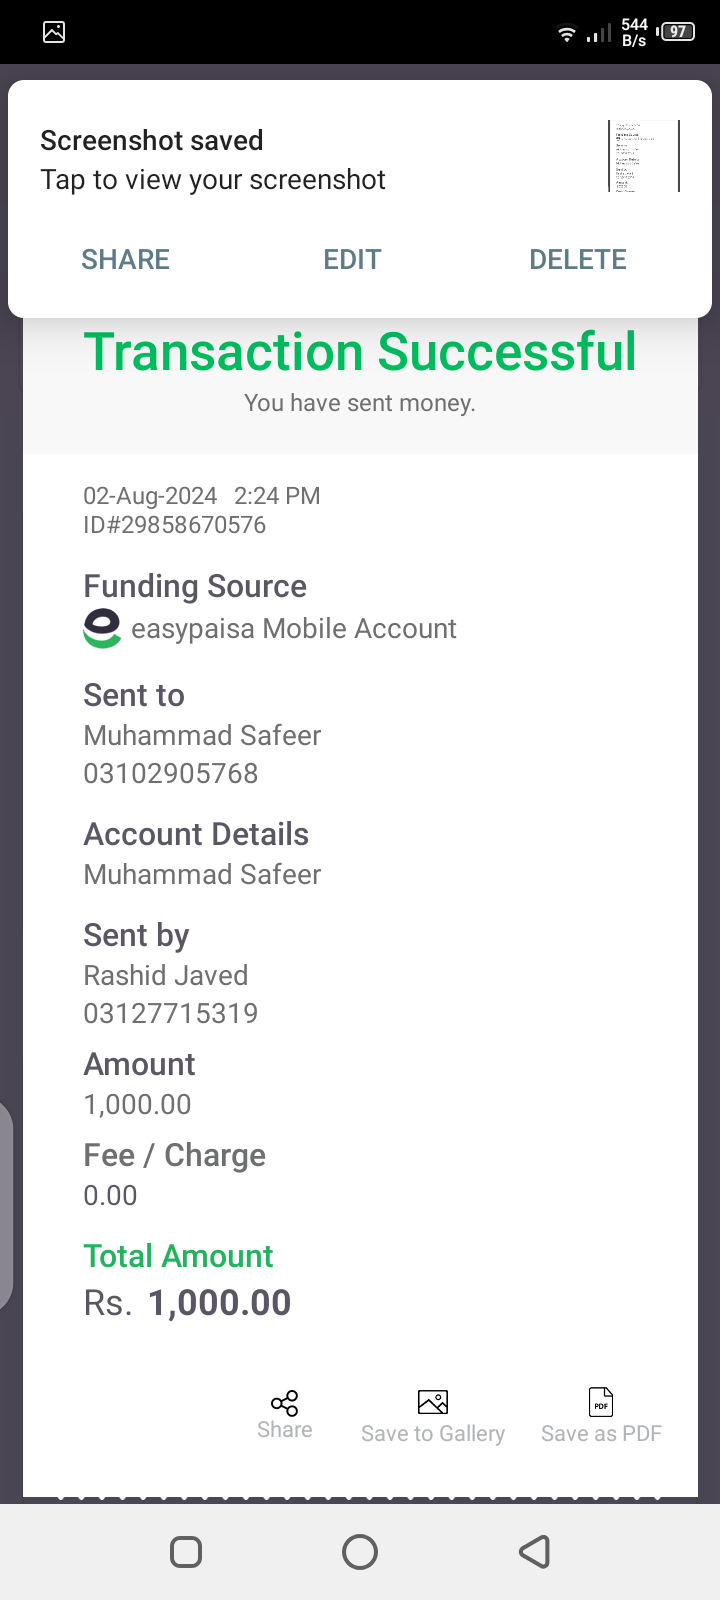 544
B/s
97
Screenshot saved
Tap to view your screenshot
SHARE EDIT DELETE
Transaction Successful
You have sent money.
02-Aug-2024 2:24 PM
ID#29858670576
Funding Source
easypaisa Mobile Account
Sent to
Muhammad Safeer
03102905768
Account Details
Muhammad Safeer
Sent by
Rashid Javed
03127715319
Amount
1,000.00
Fee / Charge
0.00
Total Amount
Rs. 1,000.00
PDF
Share Save to Gallery Save as PDF